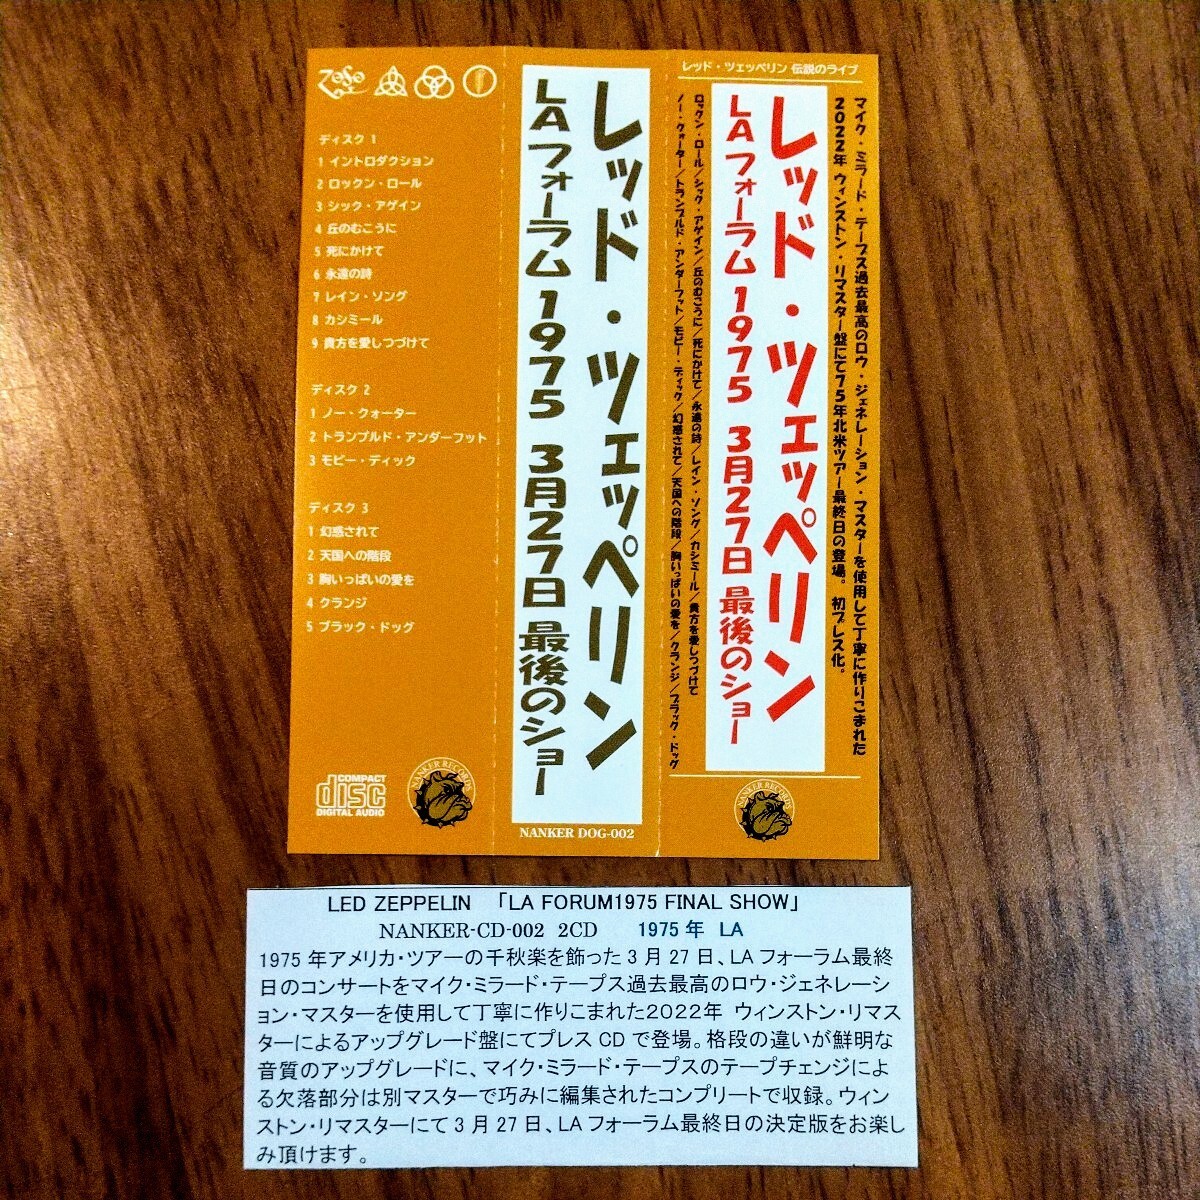 ZoSo
ディスク 1
1 イントロダクション
2 ロックン・ロール
3 シック・アゲイン
4 丘のむこうに
5 死にかけて
6 永遠の詩
7 レイン・ソング
8 カシミール
9 貴方を愛しつづけて
ディスク 2
1 ノー・クォーター
2 トランプルド・アンダーフット
3 モビー・ディック
ディスク 3
1 幻惑されて
2 天国への階段
3 胸いっぱいの愛を
4 クランジ
5 ブラック・ドッグ
COMPACT
disc
DIGITAL AUDIO
NANKER RECORDS
レッド・ツェッペリン
LA フォーラム 1975 3月27日 最後のショー
NANKER DOG-002
レッド・ツェッペリン 伝説のライブ
マイク・ミラード・テープス過去最高のロウ・ジェネレーション・マスターを使用して丁寧に作りこまれた
2022年 ウィンストン・リマスター盤にて75年北米ツアー最終日の登場。 初プレス化。
レッド・ツェッペリン
LA フォーラム 1975 3月27日 最後のショー
ロックン・ロール/シック・アゲイン/丘のむこうに/死にかけて/永遠の詩/レイン・ソング/カシミール/貴方を愛しつづけて
ノー・クォーター/トランプルド・アンダーフット/モビー・ディック/幻惑されて/天国への階段/胸いっぱいの愛を/クランジ/ブラック・ドッグ
NANKER RECORDS
LED ZEPPELIN 「LA FORUM1975 FINAL SHOW」
NANKER-CD-002 2CD 1975 年 LA
1975 年アメリカ・ツアーの千秋楽を飾った 3 月 27 日、LA フォーラム最終
日のコンサートをマイク・ミラード・テープス過去最高のロウ・ジェネレーシ
ョン・マスターを使用して丁寧に作りこまれた2022年 ウィンストン・リマス
ターによるアップグレード盤にてプレス CD で登場。格段の違いが鮮明な
音質のアップグレードに、マイク・ミラード・テープスのテープチェンジによ
る欠落部分は別マスターで巧みに編集されたコンプリートで収録。ウィン
ストン・リマスターにて 3 月 27 日、LA フォーラム最終日の決定版をお楽し
み頂けます。